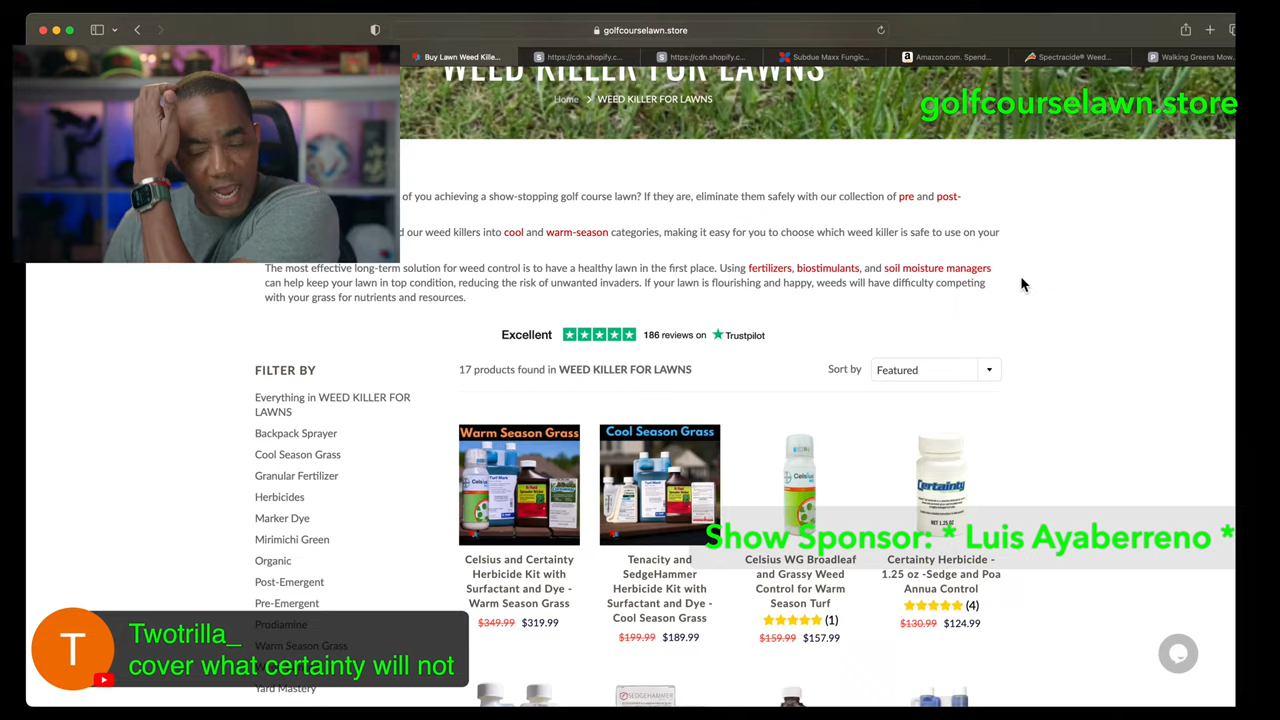 golfcourselawn.store
Buy Lawn Weed Kille...
https://cdn.shopify.c...
https://cdn.shopify.c...
Subdue Maxx Fungic...
Amazon.com. Spend...
Spectracide® Weed...
Walking Greens Mow...
WEED KILLER FOR LAWNS
Home > WEED KILLER FOR LAWNS
golfcourselawn.store
of you achieving a show-stopping golf course lawn? If they are, eliminate them safely with our collection of pre and post-
d our weed killers into cool and warm-season categories, making it easy for you to choose which weed killer is safe to use on your
The most effective long-term solution for weed control is to have a healthy lawn in the first place. Using fertilizers, biostimulants, and soil moisture managers
can help keep your lawn in top condition, reducing the risk of unwanted invaders. If your lawn is flourishing and happy, weeds will have difficulty competing
with your grass for nutrients and resources.
Excellent 186 reviews on Trustpilot
FILTER BY
17 products found in WEED KILLER FOR LAWNS
Sort by Featured
Everything in WEED KILLER FOR
LAWNS
Backpack Sprayer
Cool Season Grass
Granular Fertilizer
Herbicides
Marker Dye
Mirimichi Green
Organic
Post-Emergent
Pre-Emergent
Prodiamine
Warm Season Grass
Yard Mastery
Warm Season Grass
Celsius and Certainty
Herbicide Kit with
Surfactant and Dye -
Warm Season Grass
$349.99 $319.99
Cool Season Grass
Tenacity and
SedgeHammer
Herbicide Kit with
Surfactant and Dye -
Cool Season Grass
$199.99 $189.99
Celsius
Celsius WG Broadleaf
and Grassy Weed
Control for Warm
Season Turf
(1)
$159.99 $157.99
Certainty
Certainty Herbicide -
1.25 oz -Sedge and Poa
Annua Control
(4)
$130.99 $124.99
SEDGEHAMMER
Show Sponsor: * Luis Ayaberreno *
T
Twotrilla_
cover what certainty will not